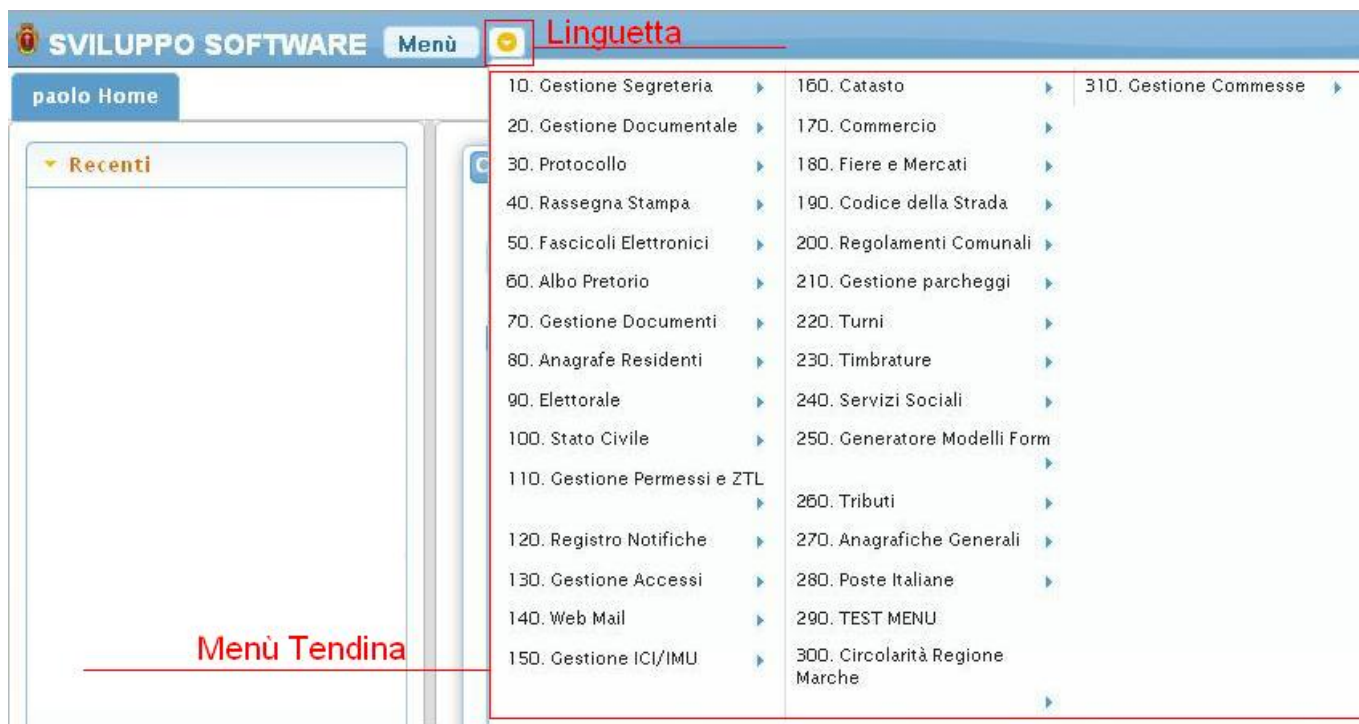 SVILUPPO SOFTWARE Menù Linguetta
paolo Home
Recenti
C
10. Gestione Segreteria
20. Gestione Documentale
30. Protocollo
40. Rassegna Stampa
50. Fascicoli Elettronici
60. Albo Pretorio
70. Gestione Documenti
80. Anagrafe Residenti
90. Elettorale
100. Stato Civile
110. Gestione Permessi e ZTL
120. Registro Notifiche
130. Gestione Accessi
140. Web Mail
150. Gestione ICI/IMU
160. Catasto
170. Commercio
180. Fiere e Mercati
190. Codice della Strada
200. Regolamenti Comunali
210. Gestione parcheggi
220. Turni
230. Timbrature
240. Servizi Sociali
250. Generatore Modelli Form
260. Tributi
270. Anagrafiche Generali
280. Poste Italiane
290. TEST MENU
300. Circolarità Regione
Marche
310. Gestione Commesse
Menù Tendina